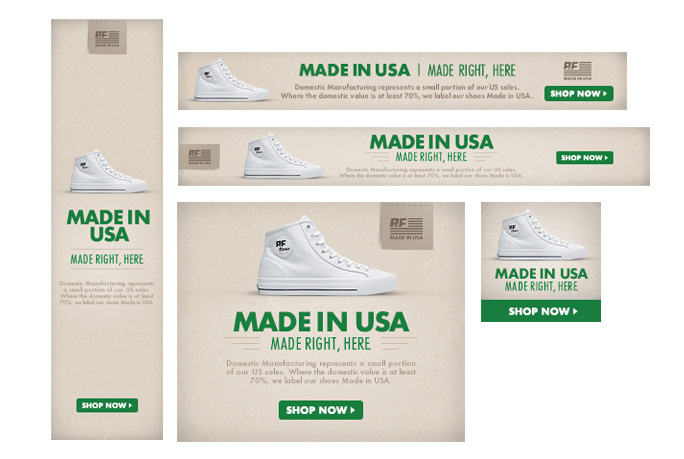 PF
MADE IN USA
MADE IN
USA
MADE RIGHT, HERE.
Domestic Manufacturing represents
a small portion of our US sales.
Where the domestic value is at least
70%, we label our shoes Made in USA.
SHOP NOW
MADE IN USA | MADE RIGHT, HERE
Domestic Manufacturing represents a small portion of our US sales.
Where the domestic value is at least 70%, we label our shoes Made in USA.
PF
MADE IN USA
SHOP NOW
MADE IN USA
MADE RIGHT, HERE.
Domestic Manufacturing represents a small portion of our US sales
Where the domestic value is at least 70%, we label our shoes Made in USA.
SHOP NOW
PF
MADE IN USA
PF
MADE IN USA
MADE RIGHT, HERE.
Domestic Manufacturing represents a small portion
of our US sales. Where the domestic value is at least
70%, we label our shoes Made in USA.
SHOP NOW
MADE IN USA
MADE RIGHT, HERE.
SHOP NOW